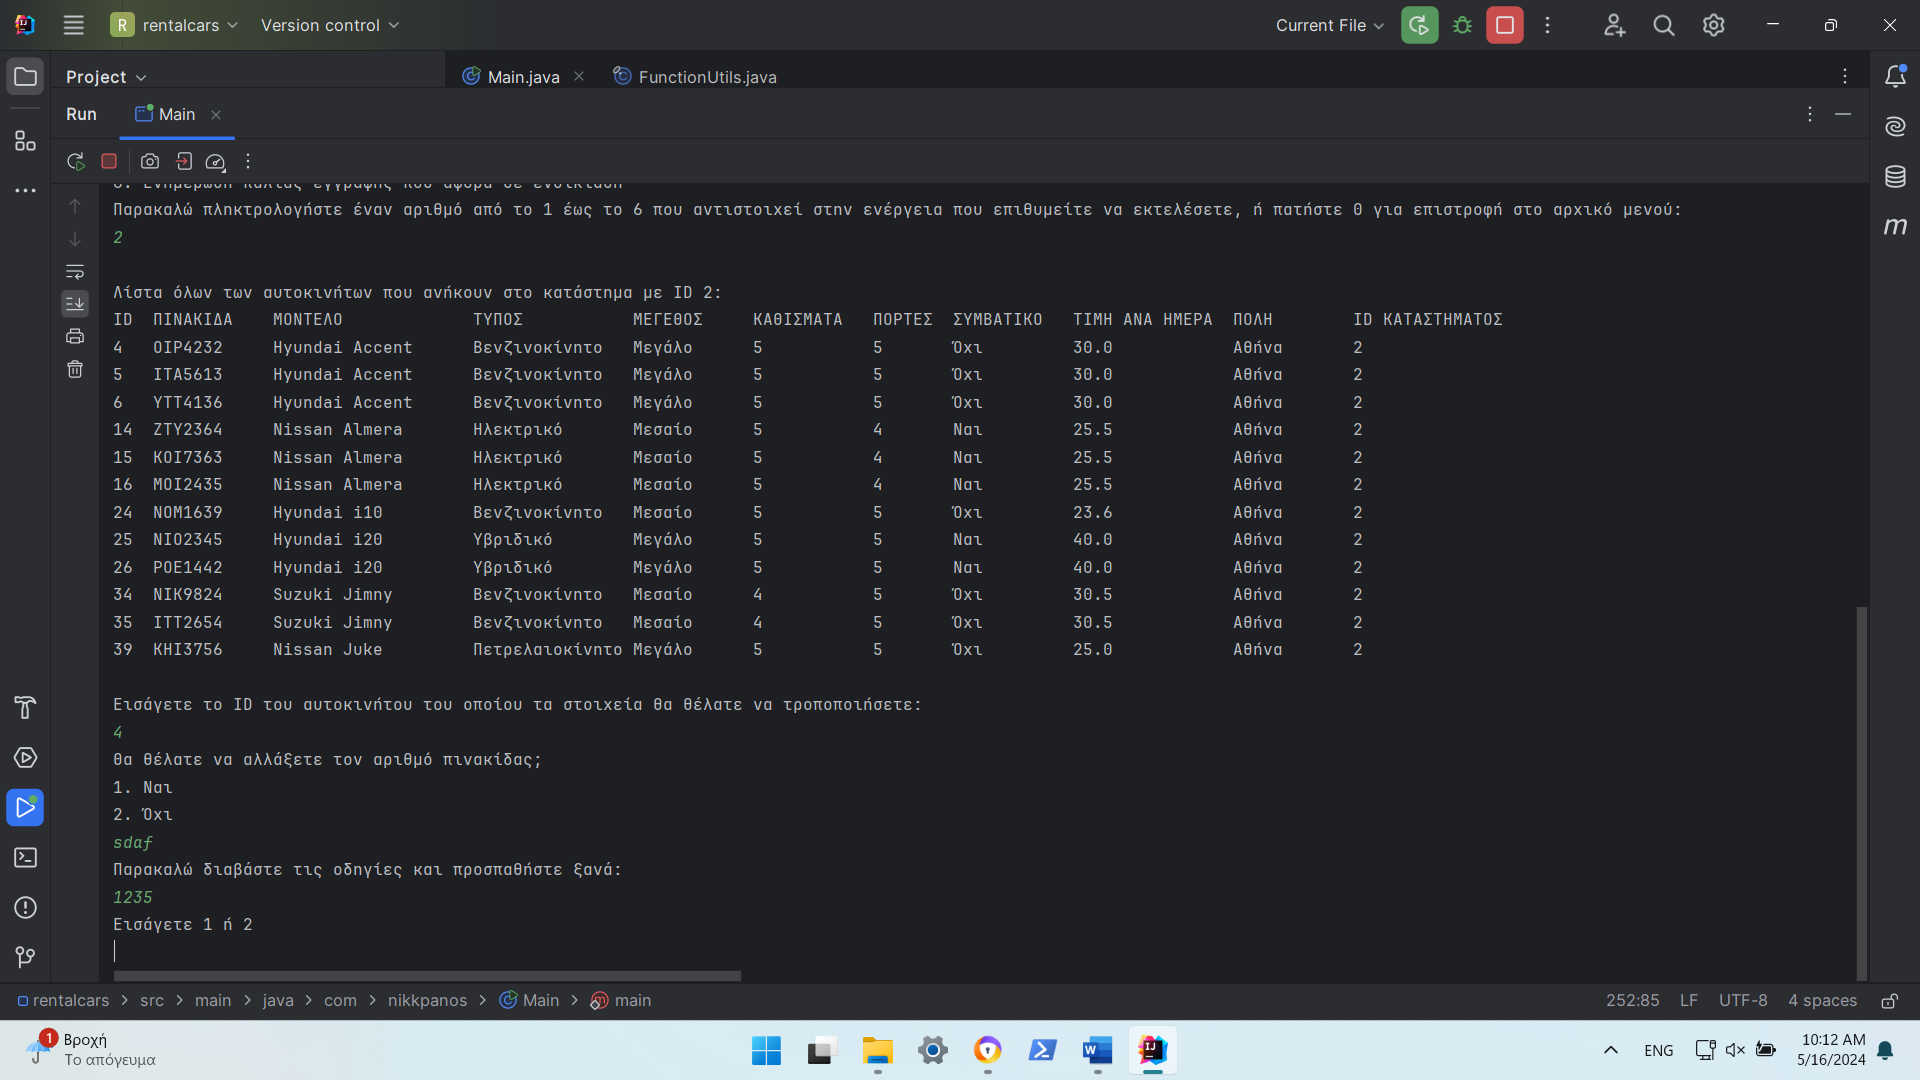 R rentalcars Version control Current File
Project Main.java FunctionUtils.java
Run Main
Παρακαλώ πληκτρολογήστε έναν αριθμό από το 1 έως το 6 που αντιστοιχεί στην ενέργεια που επιθυμείτε να εκτελέσετε, ή πατήστε 0 για επιστροφή στο αρχικό μενού:
2
Λίστα όλων των αυτοκινήτων που ανήκουν στο κατάστημα με ID 2:
ID ΠΙΝΑΚΙΔΑ ΜΟΝΤΕΛΟ ΤΥΠΟΣ ΜΕΓΕΘΟΣ ΚΑΘΙΣΜΑΤΑ ΠΟΡΤΕΣ ΣΥΜΒΑΤΙΚΟ ΤΙΜΗ ΑΝΑ ΗΜΕΡΑ ΠΟΛΗ ID ΚΑΤΑΣΤΗΜΑΤΟΣ
4 ΟΙΡ4232 Hyundai Accent Βενζινοκίνητο Μεγάλο 5 5 Όχι 30.0 Αθήνα 2
5 ΙΤΑ5613 Hyundai Accent Βενζινοκίνητο Μεγάλο 5 5 Όχι 30.0 Αθήνα 2
6 ΥΤΤ4136 Hyundai Accent Βενζινοκίνητο Μεγάλο 5 5 Όχι 30.0 Αθήνα 2
14 ΖΤΥ2364 Nissan Almera Ηλεκτρικό Μεσαίο 5 4 Ναι 25.5 Αθήνα 2
15 ΚΟΙ7363 Nissan Almera Ηλεκτρικό Μεσαίο 5 4 Ναι 25.5 Αθήνα 2
16 ΜΟΙ2435 Nissan Almera Ηλεκτρικό Μεσαίο 5 4 Ναι 25.5 Αθήνα 2
24 ΝΟΜ1639 Hyundai i10 Βενζινοκίνητο Μεσαίο 5 5 Όχι 23.6 Αθήνα 2
25 ΝΙΟ2345 Hyundai i20 Υβριδικό Μεγάλο 5 5 Ναι 40.0 Αθήνα 2
26 ΡΟΕ1442 Hyundai i20 Υβριδικό Μεγάλο 5 5 Ναι 40.0 Αθήνα 2
34 ΝΙΚ9824 Suzuki Jimny Βενζινοκίνητο Μεσαίο 4 5 Όχι 30.5 Αθήνα 2
35 ΙΤΤ2654 Suzuki Jimny Βενζινοκίνητο Μεσαίο 4 5 Όχι 30.5 Αθήνα 2
39 ΚΗΙ3756 Nissan Juke Πετρελαιοκίνητο Μεγάλο 5 5 Όχι 25.0 Αθήνα 2
Εισάγετε το ID του αυτοκινήτου του οποίου τα στοιχεία θα θέλατε να τροποποιήσετε:
4
Θα θέλατε να αλλάξετε τον αριθμό πινακίδας;
1. Ναι
2. Όχι
sdaf
Παρακαλώ διαβάστε τις οδηγίες και προσπαθήστε ξανά:
1235
Εισάγετε 1 ή 2
rentalcars > src > main > java > com > nikkpanos > Main > main 252:85 LF UTF-8 4 spaces
1 Βροχή
Το απόγευμα
ENG
10:12 AM
5/16/2024